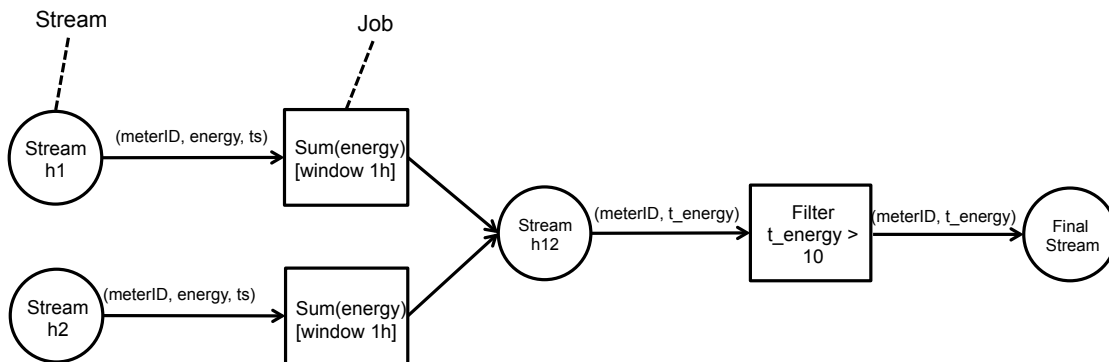 Stream
Job
Stream
h1
(meterID, energy, ts)
Sum(energy)
[window 1h]
Stream
h12
(meterID, t_energy)
Filter
t_energy >
10
(meterID, t_energy)
Final
Stream
Stream
h2
(meterID, energy, ts)
Sum(energy)
[window 1h]